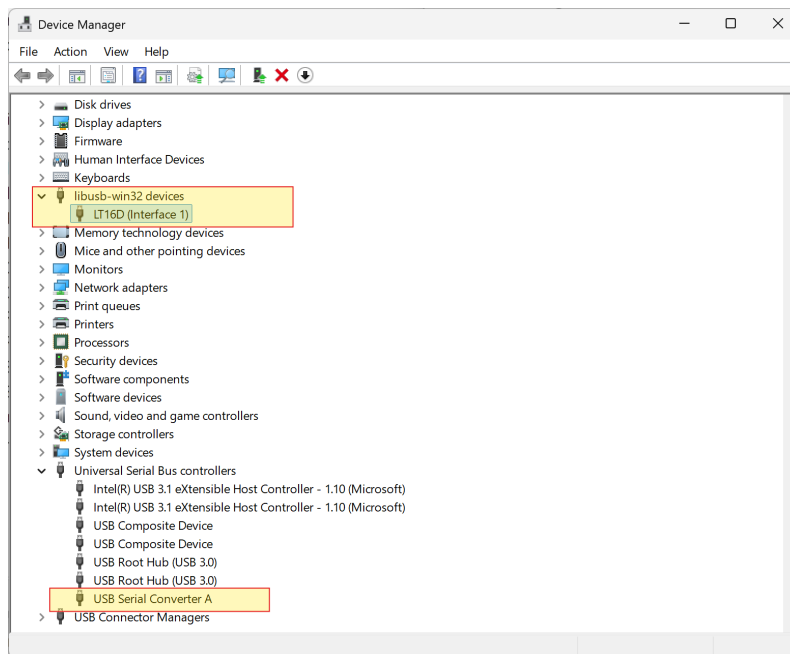 Device Manager
File Action View Help
Disk drives
Display adapters
Firmware
Human Interface Devices
Keyboards
libusb-win32 devices
LT16D (Interface 1)
Memory technology devices
Mice and other pointing devices
Monitors
Network adapters
Print queues
Printers
Processors
Security devices
Software components
Software devices
Sound, video and game controllers
Storage controllers
System devices
Universal Serial Bus controllers
Intel(R) USB 3.1 eXtensible Host Controller - 1.10 (Microsoft)
Intel(R) USB 3.1 eXtensible Host Controller - 1.10 (Microsoft)
USB Composite Device
USB Composite Device
USB Root Hub (USB 3.0)
USB Root Hub (USB 3.0)
USB Serial Converter A
USB Connector Managers